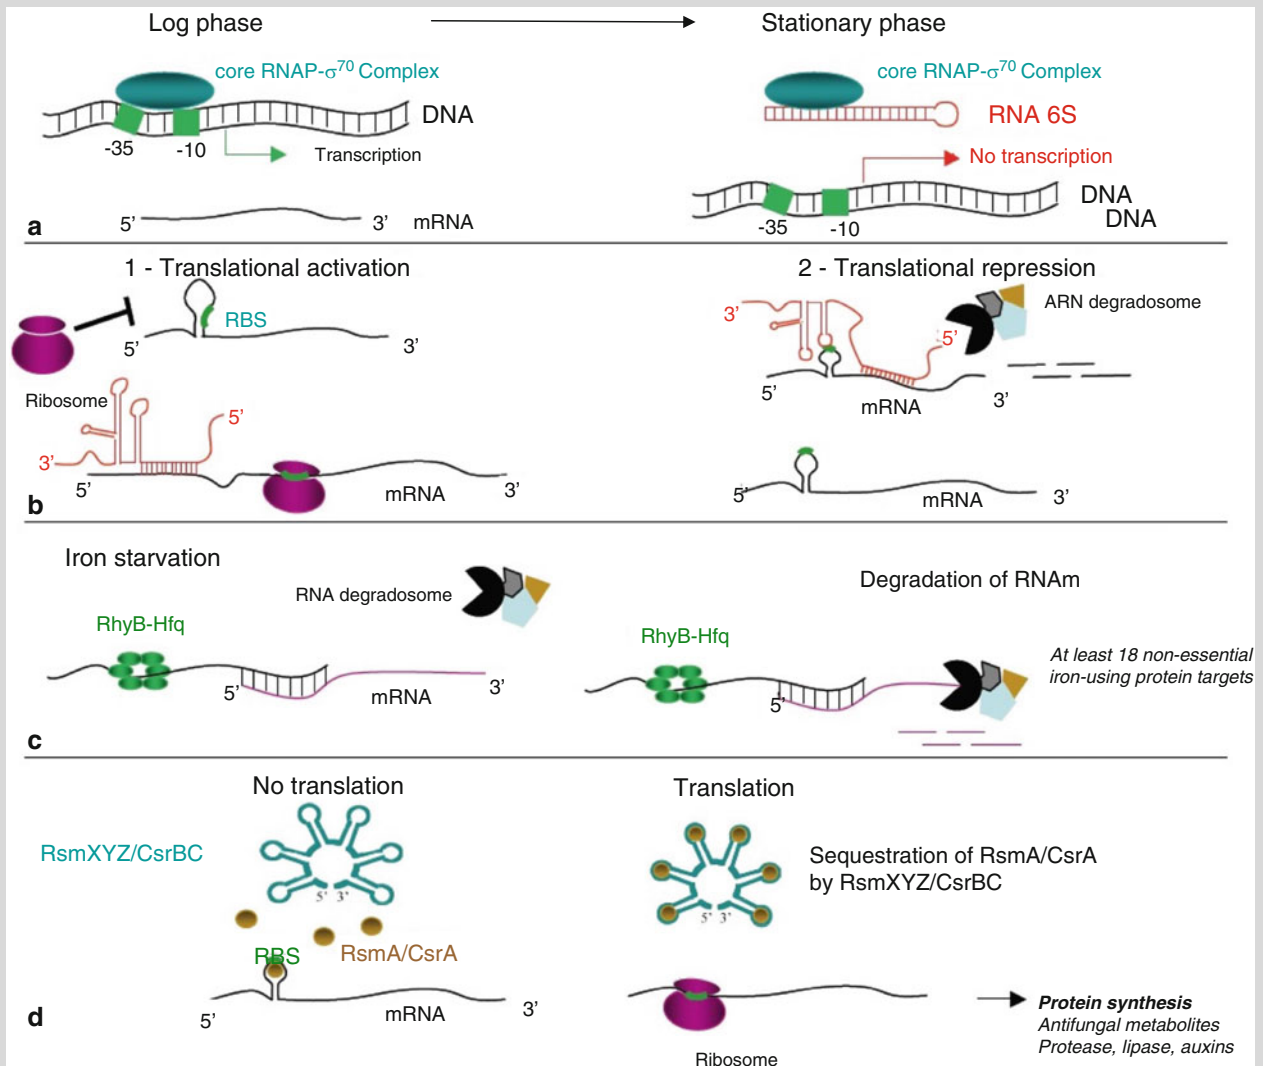 Log phase
Stationary phase
core RNAP-σ70 Complex
core RNAP-σ70 Complex
DNA
RNA 6S
-35
-10
Transcription
No transcription
DNA
DNA
5’
3’
mRNA
-35
-10
a
1 - Translational activation
2 - Translational repression
RBS
5’
3’
3’
ARN degradosome
5’
5’
mRNA
3’
Ribosome
5’
3’
5’
mRNA
3’
5’
mRNA
3’
b
Iron starvation
RNA degradosome
Degradation of RNAm
RhyB-Hfq
RhyB-Hfq
At least 18 non-essential
iron-using protein targets
5’
mRNA
3’
5’
c
No translation
Translation
RsmXYZ/CsrBC
5’ 3’
Sequestration of RsmA/CsrA
by RsmXYZ/CsrBC
5’ 3’
RBS
RsmA/CsrA
5’
mRNA
3’
d
Protein synthesis
Antifungal metabolites
Protease, lipase, auxins
Ribosome